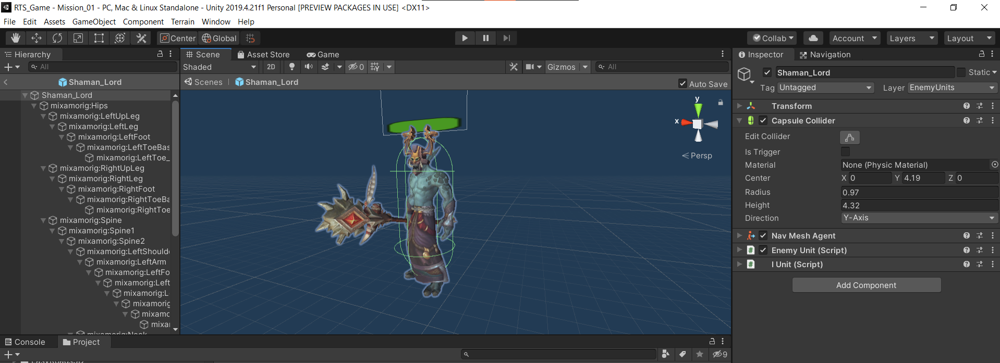 RTS_Game - Mission_01 - PC, Mac & Linux Standalone - Unity 2019.4.21f1 Personal [PREVIEW PACKAGES IN USE] <DX11>
File Edit Assets GameObject Component Terrain Window Help
Center Global Collab Account Layers Layout
Hierarchy
All
Shaman_Lord
Shaman_Lord
mixamorig:Hips
mixamorig:LeftUpLeg
mixamorig:LeftLeg
mixamorig:LeftFoot
mixamorig:LeftToeBas
mixamorig:LeftToe_
mixamorig:RightUpLeg
mixamorig:RightLeg
mixamorig:RightFoot
mixamorig:RightToeBa
mixamorig:RightToe
mixamorig:Spine
mixamorig:Spine1
mixamorig:Spine2
mixamorig:LeftShould
mixamorig:LeftArm
mixamorig:LeftFo
mixamorig:Left
mixamorig:L
mixamorig
mixamo
mixa
Scene Asset Store Game
Shaded 2D 0 Gizmos All
Scenes Shaman_Lord Auto Save
y
x
Persp
Inspector Navigation
Shaman_Lord Static
Tag Untagged Layer EnemyUnits
Transform
Capsule Collider
Edit Collider
Is Trigger
Material None (Physic Material)
Center X 0 Y 4.19 Z 0
Radius 0.97
Height 4.32
Direction Y-Axis
Nav Mesh Agent
Enemy Unit (Script)
I Unit (Script)
Add Component
Console Project
9